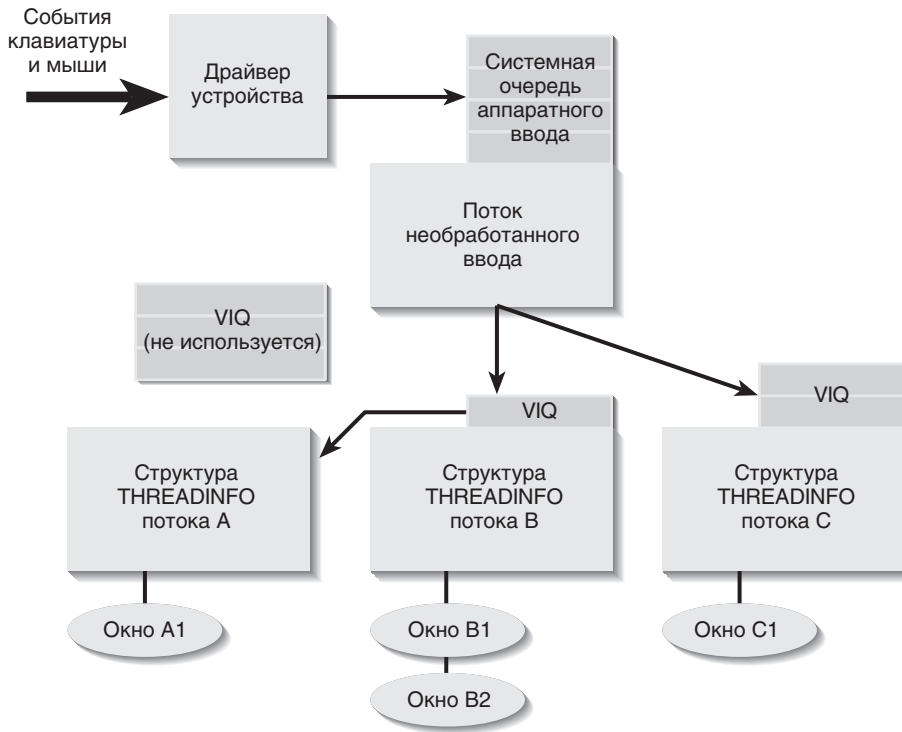 События
клавиатуры
и мыши
Драйвер
устройства
Системная
очередь
аппаратного
ввода
Поток
необработанного
ввода
VIQ
(не используется)
VIQ
VIQ
Структура
THREADINFO
потока A
Структура
THREADINFO
потока B
Структура
THREADINFO
потока C
Окно A1
Окно B1
Окно C1
Окно B2